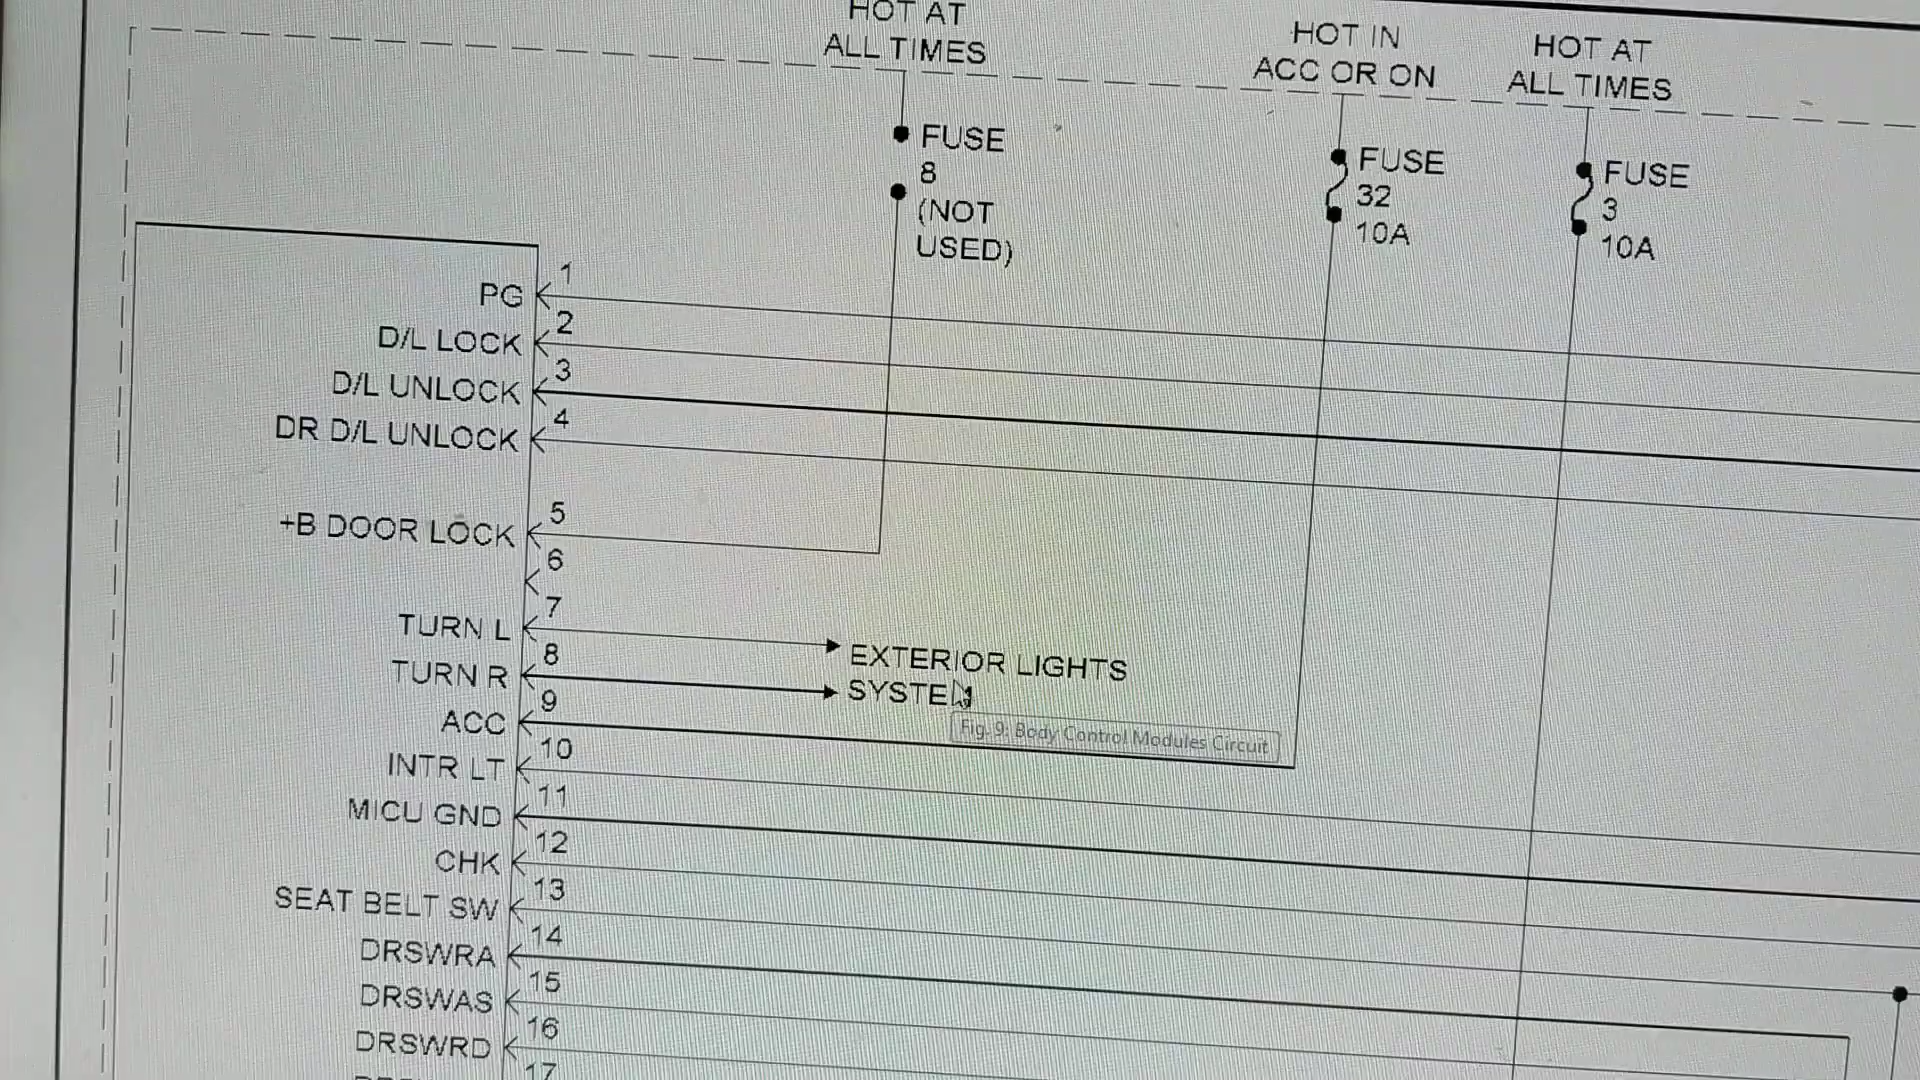 HOT AT
ALL TIMES
HOT IN
ACC OR ON
HOT AT
ALL TIMES
FUSE
8
(NOT
USED)
FUSE
32
10A
FUSE
3
10A
PG 1
D/L LOCK 2
D/L UNLOCK 3
DR D/L UNLOCK 4
+B DOOR LOCK 5
6
TURN L 7
TURN R 8
EXTERIOR LIGHTS
SYSTEM
ACC 9
Fig. 9: Body Control Modules Circuit
INTR LT 10
MICU GND 11
CHK 12
SEAT BELT SW 13
DRSWRA 14
DRSWAS 15
DRSWRD 16
17